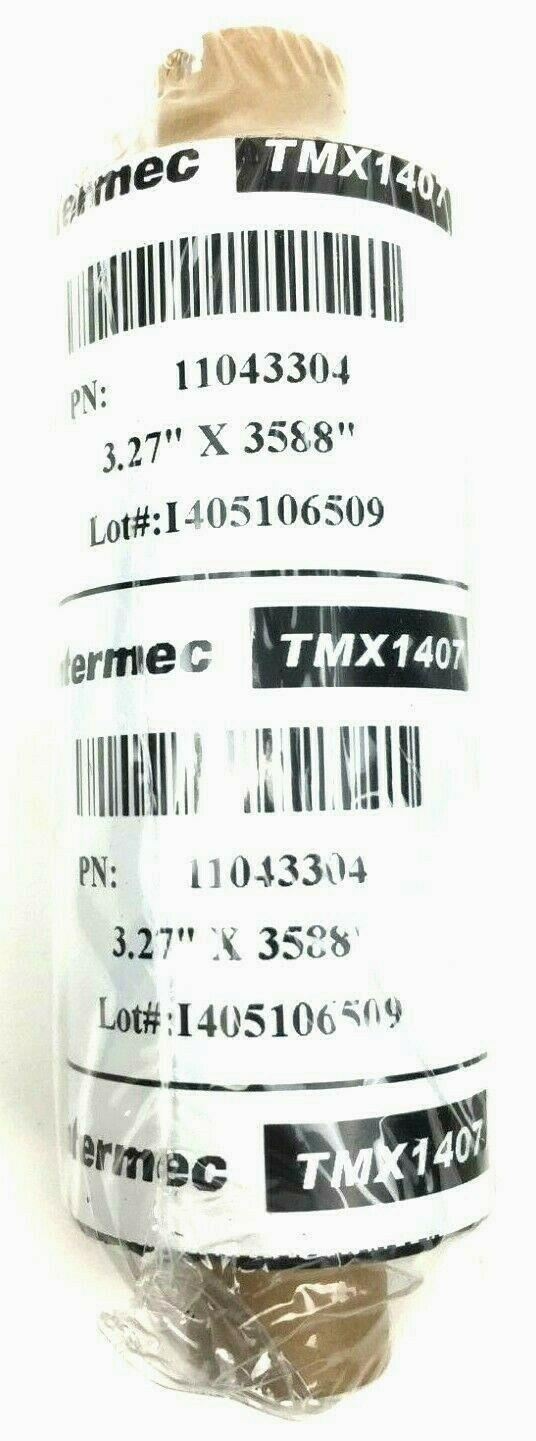 termec TMX1407
PN: 11043304
3.27" X 3588"
Lot#:I405106509
termec TMX1407
PN: 11043304
3.27" X 3588"
Lot#:I405106509
termec TMX1407